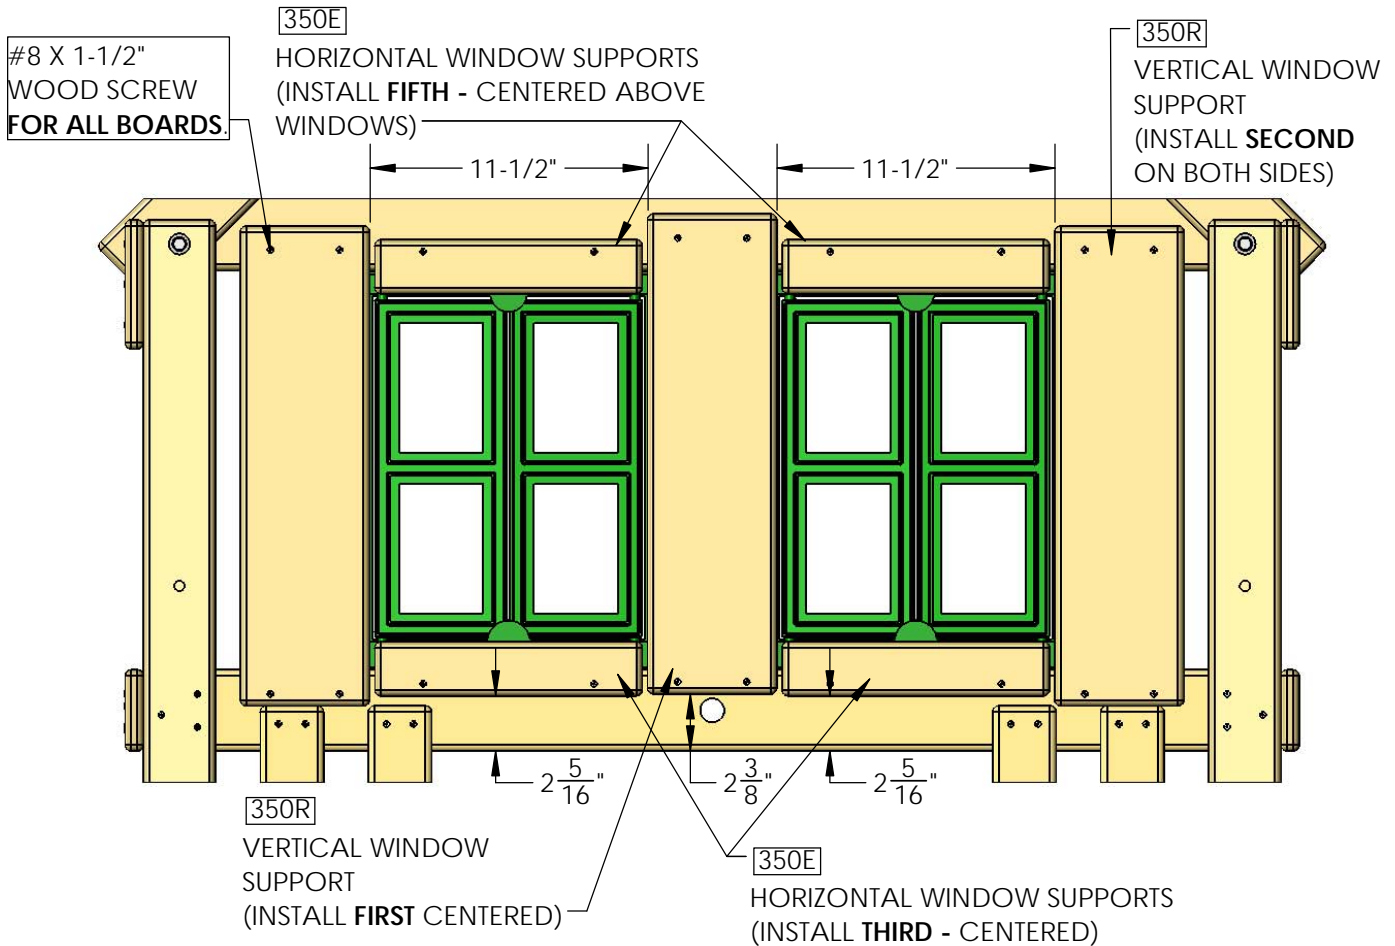 350E
HORIZONTAL WINDOW SUPPORTS
(INSTALL FIFTH - CENTERED ABOVE
WINDOWS)
#8 X 1-1/2"
WOOD SCREW
FOR ALL BOARDS.
350R
VERTICAL WINDOW
SUPPORT
(INSTALL SECOND
ON BOTH SIDES)
11-1/2"
11-1/2"
2 5/16"
2 3/8"
2 5/16"
350R
VERTICAL WINDOW
SUPPORT
(INSTALL FIRST CENTERED)
350E
HORIZONTAL WINDOW SUPPORTS
(INSTALL THIRD - CENTERED)